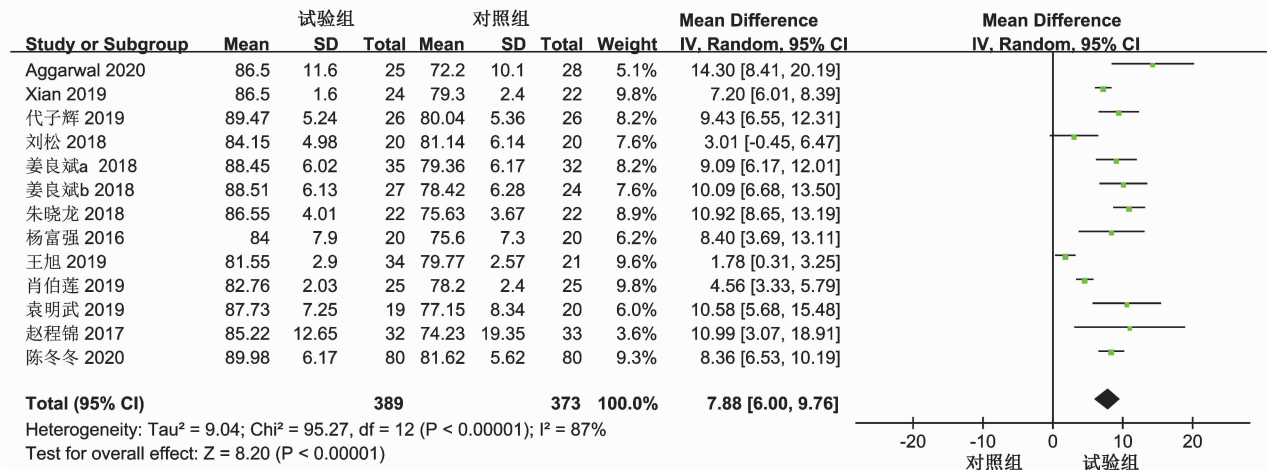 试验组 对照组 Mean Difference Mean Difference
Study or Subgroup Mean SD Total Mean SD Total Weight IV, Random, 95% CI IV, Random, 95% CI
Aggarwal 2020 86.5 11.6 25 72.2 10.1 28 5.1% 14.30 [8.41, 20.19]
Xian 2019 86.5 1.6 24 79.3 2.4 22 9.8% 7.20 [6.01, 8.39]
代子辉 2019 89.47 5.24 26 80.04 5.36 26 8.2% 9.43 [6.55, 12.31]
刘松 2018 84.15 4.98 20 81.14 6.14 20 7.6% 3.01 [-0.45, 6.47]
姜良斌a 2018 88.45 6.02 35 79.36 6.17 32 8.2% 9.09 [6.17, 12.01]
姜良斌b 2018 88.51 6.13 27 78.42 6.28 24 7.6% 10.09 [6.68, 13.50]
朱晓龙 2018 86.55 4.01 22 75.63 3.67 22 8.9% 10.92 [8.65, 13.19]
杨富强 2016 84 7.9 20 75.6 7.3 20 6.2% 8.40 [3.69, 13.11]
王旭 2019 81.55 2.9 34 79.77 2.57 21 9.6% 1.78 [0.31, 3.25]
肖伯莲 2019 82.76 2.03 25 78.2 2.4 25 9.8% 4.56 [3.33, 5.79]
袁明武 2019 87.73 7.25 19 77.15 8.34 20 6.0% 10.58 [5.68, 15.48]
赵程锦 2017 85.22 12.65 32 74.23 19.35 33 3.6% 10.99 [3.07, 18.91]
陈冬冬 2020 89.98 6.17 80 81.62 5.62 80 9.3% 8.36 [6.53, 10.19]
Total (95% CI) 389 373 100.0% 7.88 [6.00, 9.76]
Heterogeneity: Tau² = 9.04; Chi² = 95.27, df = 12 (P < 0.00001); I² = 87%
Test for overall effect: Z = 8.20 (P < 0.00001)
-20 -10 0 10 20
对照组 试验组